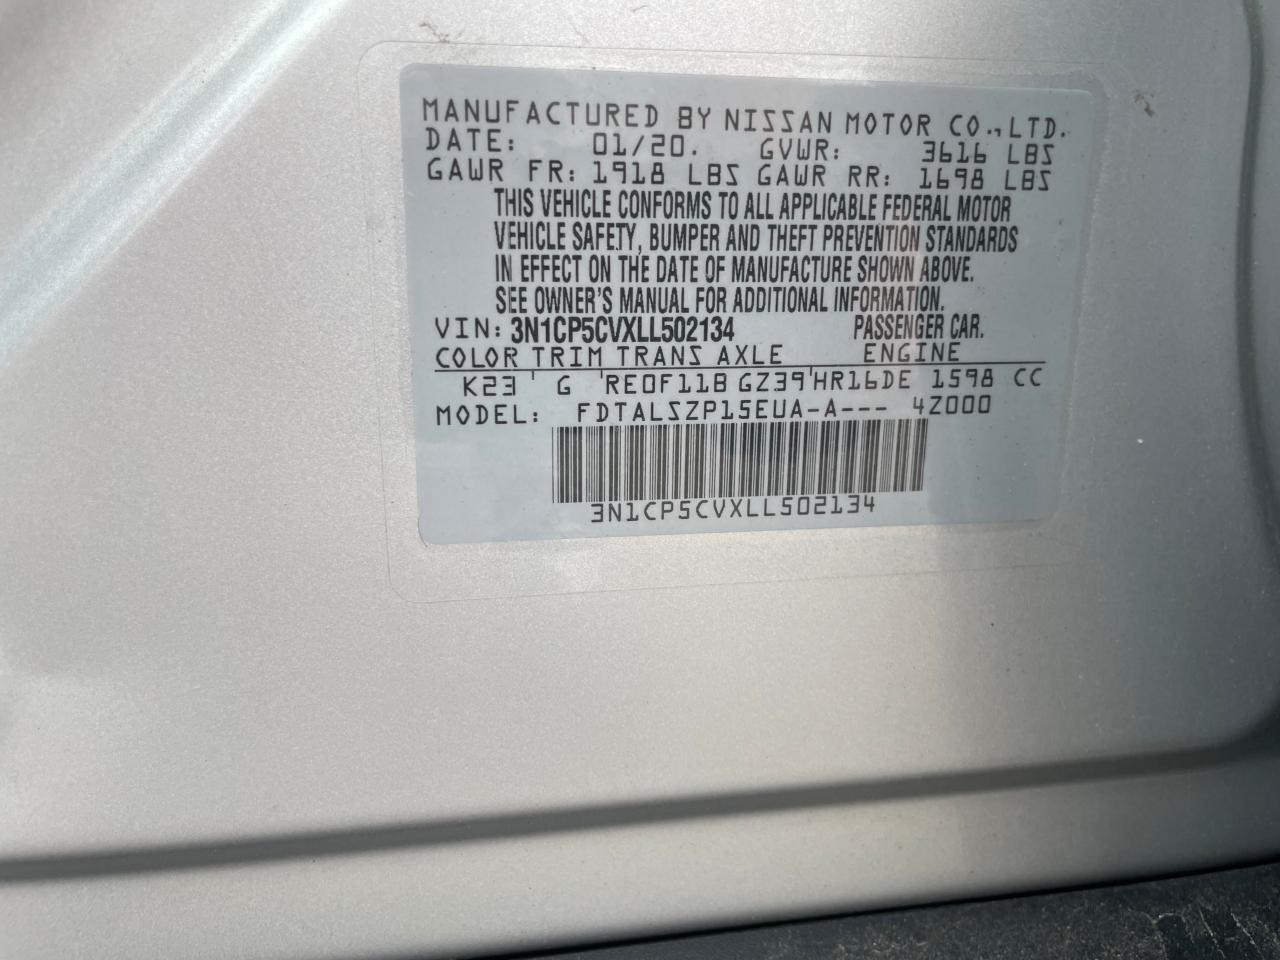 MANUFACTURED BY NISSAN MOTOR CO., LTD.
DATE: 01/20. GVWR: 3616 LBS
GAWR FR: 1918 LBS GAWR RR: 1698 LBS
THIS VEHICLE CONFORMS TO ALL APPLICABLE FEDERAL MOTOR
VEHICLE SAFETY, BUMPER AND THEFT PREVENTION STANDARDS
IN EFFECT ON THE DATE OF MANUFACTURE SHOWN ABOVE.
SEE OWNER'S MANUAL FOR ADDITIONAL INFORMATION.
VIN: 3N1CP5CVXLL502134 PASSENGER CAR.
COLOR TRIM TRANS AXLE ENGINE
K23 ' G 'RE0F11B GZ39'HR16DE 1598 CC
MODEL: FDTALSZP15EUA-A--- 4Z000
3N1CP5CVXLL502134